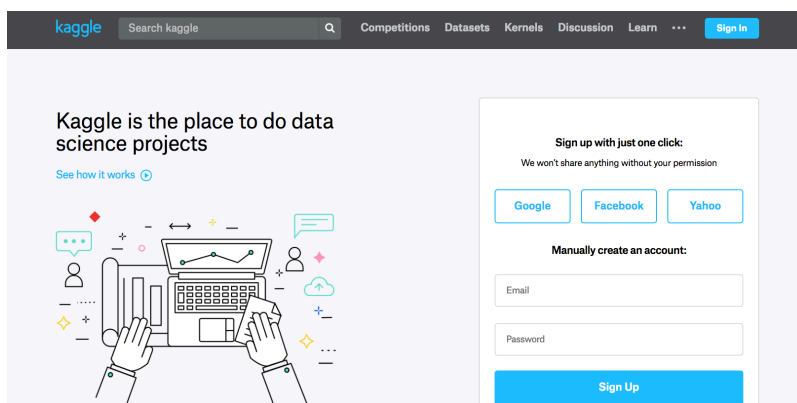 kaggle
Search kaggle
Competitions Datasets Kernels Discussion Learn ••• Sign In
Kaggle is the place to do data
science projects
See how it works
Sign up with just one click:
We won't share anything without your permission
Google Facebook Yahoo
Manually create an account:
Email
Password
Sign Up